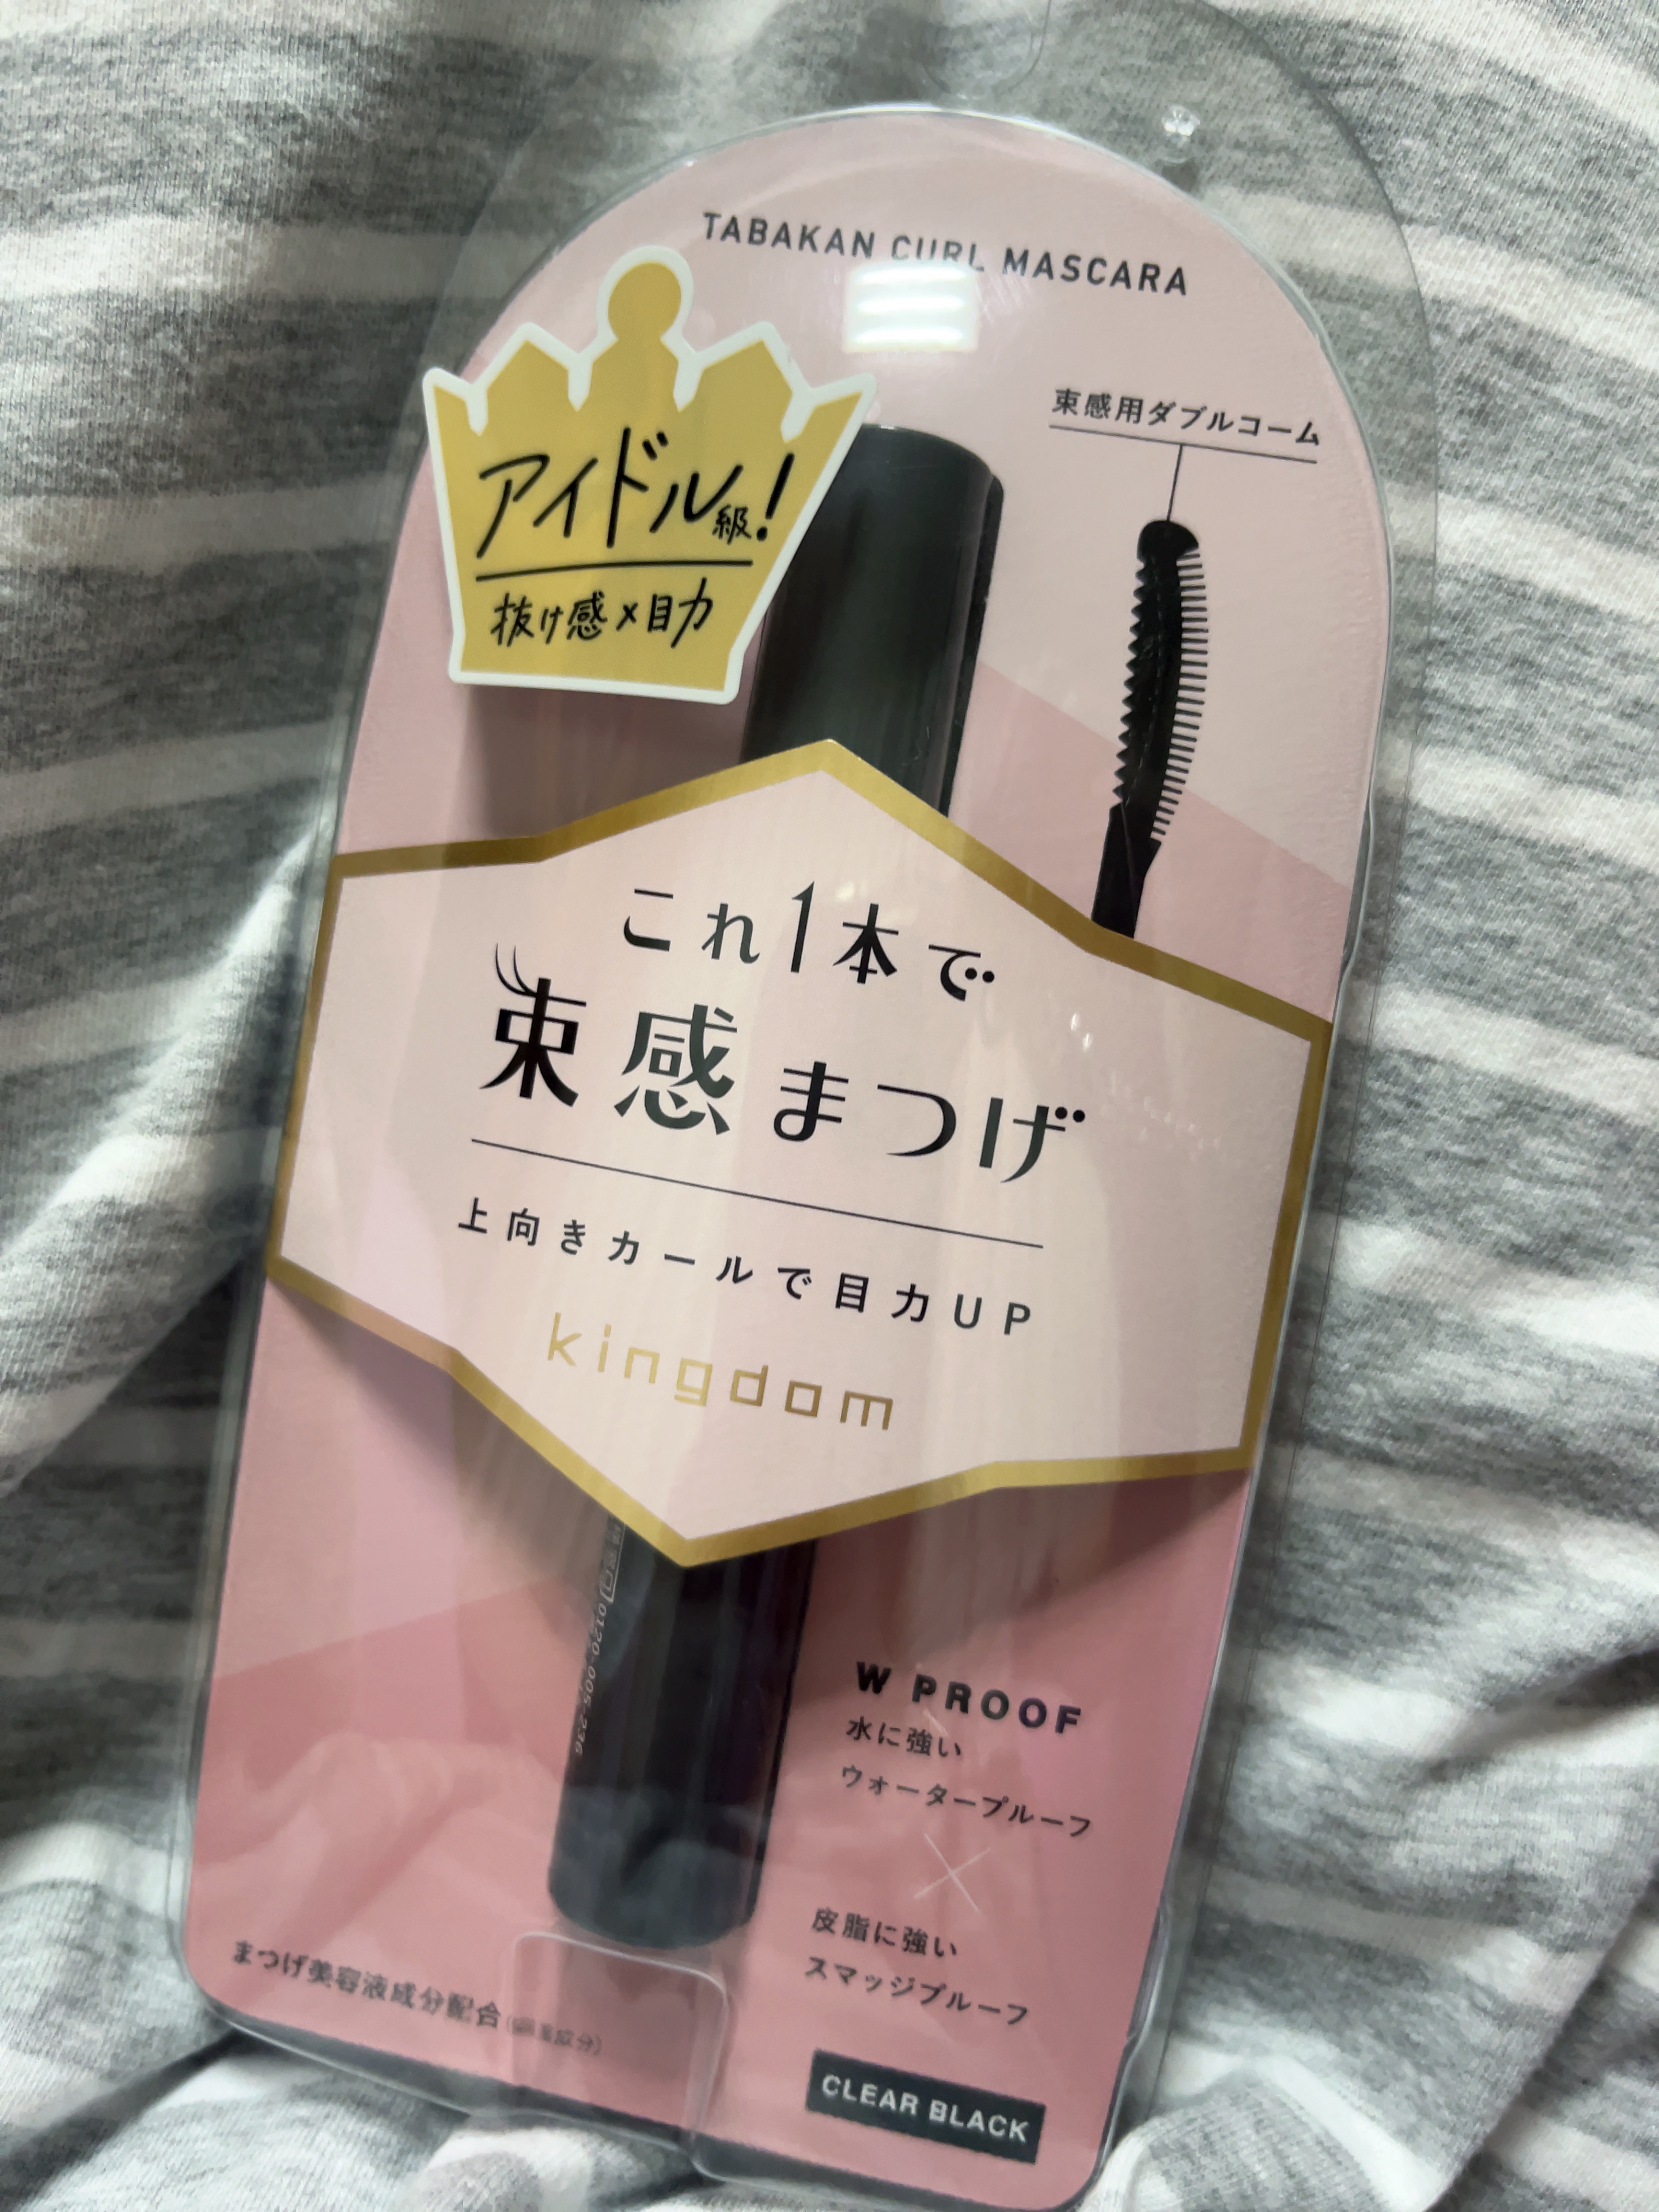 TABAKAN CURL MASCARA
束感用ダブルコーム
アイドル級!
抜け感×目力
これ1本で
束感まつげ
上向きカールで目力UP
kingdom
0120-005-236
W PROOF
水に強い
ウォータープルーフ
×
皮脂に強い
スマッジプルーフ
まつげ美容液成分配合
CLEAR BLACK